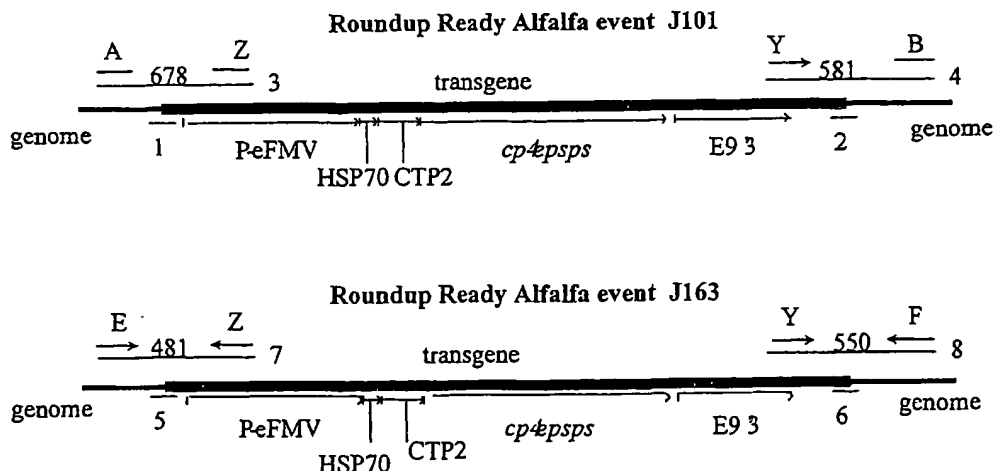 Roundup Ready Alfalfa event J101
A Z Y B
678 3 transgene 581 4
genome 1 P-eFMV cp4epsps E9 3 2 genome
HSP70 CTP2
Roundup Ready Alfalfa event J163
E Z Y F
481 7 transgene 550 8
genome 5 P-eFMV cp4epsps E9 3 6 genome
HSP70 CTP2